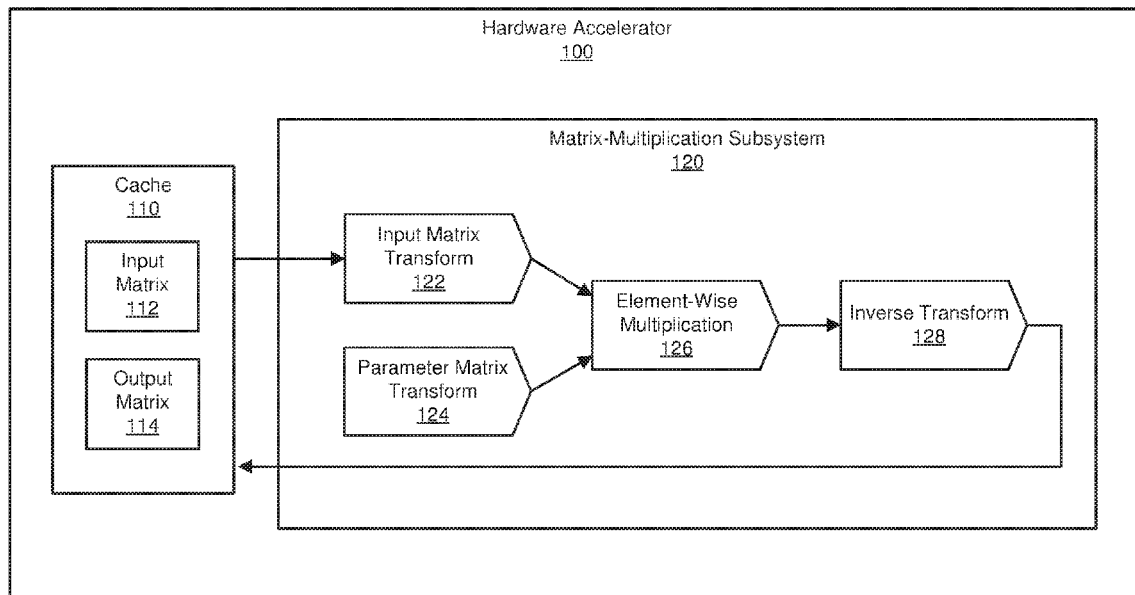 Hardware Accelerator
100
Matrix-Multiplication Subsystem
120
Cache
110
Input
Matrix
112
Output
Matrix
114
Input Matrix
Transform
122
Parameter Matrix
Transform
124
Element-Wise
Multiplication
126
Inverse Transform
128